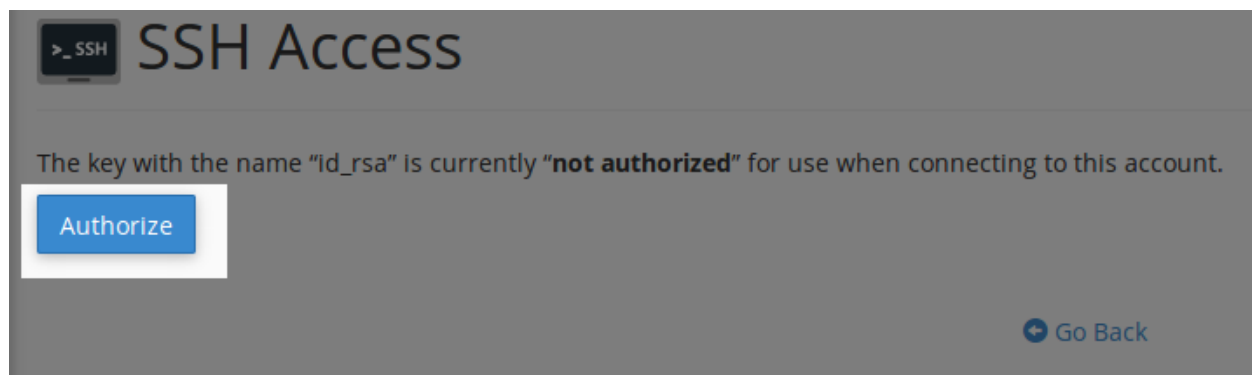 >_ SSH
SSH Access
The key with the name “id_rsa” is currently “not authorized” for use when connecting to this account.
Authorize
Go Back